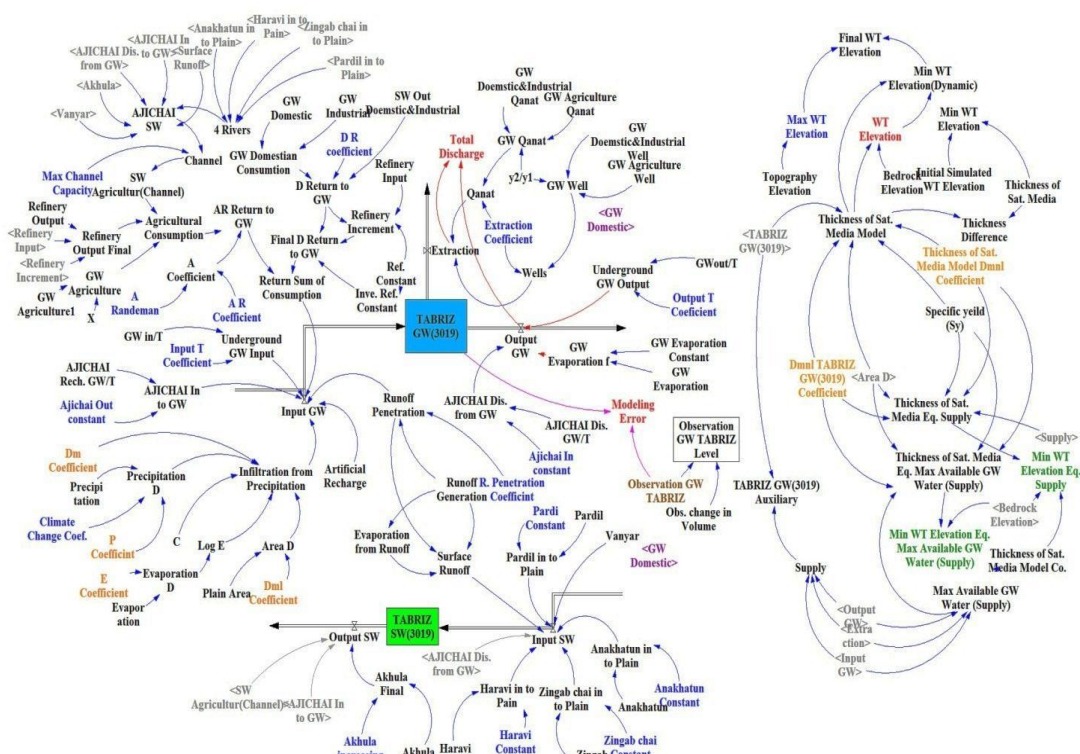 <Anakhatun in
to Plain>
<Haravi in to
Pain>
<Zingab chai in
to Plain>
<AJICHAI In
to GW>
<AJICHAI Dis.
from GW>
<Surface
Runoff>
<Pardil in to
Plain>
<Akhula>
<Vanyar>
AJICHAI
SW
4 Rivers
Channel
Max Channel
Capacity
SW
Agricultur(Channel)
GW
Domestic
GW
Industrial
SW Out
Doemstic&Industrial
GW Domestian
Consumtion
D R
coefficient
D Return to
GW
Refinery
Input
Refinery
Increment
Final D Return
to GW
Ref.
Constant
Inve. Ref.
Constant
Refinery
Output
<Refinery
Input>
Refinery
Output Final
<Refinery
Increment>
Agricultural
Consumption
AR Return to
GW
A
Coefficient
Return Sum of
Consumption
GW
Agriculture
GW
Agriculture1
X
A
Randeman
A R
Coefficient
Total
Discharge
GW
Doemstic&Industrial
Qanat
GW Agriculture
Qanat
GW Qanat
GW
Doemstic&Industrial
Well
GW Agriculture
Well
y2/y1
GW Well
Qanat
Extraction
Coefficient
<GW
Domestic>
Extraction
Wells
Underground
GW Output
GWout/T
Output T
Coeficient
TABRIZ
GW(3019)
Output
GW
GW
Evaporation f
GW Evaporation
Constant
GW
Evaporation
GW in/T
Input T
Coefficient
Underground
GW Input
AJICHAI
Rech. GW/T
AJICHAI In
to GW
Ajichai Out
constant
Input GW
Runoff
Penetration
AJICHAI Dis.
from GW
AJICHAI Dis.
GW/T
Ajichai In
constant
Modeling
Error
Observation
GW TABRIZ
Level
Observation GW
TABRIZ
Obs. change in
Volume
Dm
Coefficient
Precipitation
D
Precipi
tation
Infiltration from
Precipitation
Artificial
Recharge
Runoff
Generation
R. Penetration
Coefficint
Climate
Change Coef.
P
Coefficint
C
Log E
Area D
E
Coefficient
Evaporation
D
Evapor
ation
Plain Area
Dml
Coefficient
Evaporation
from Runoff
Surface
Runoff
Pardi
Constant
Pardil
Pardil in to
Plain
Vanyar
<GW
Domestic>
TABRIZ
SW(3019)
Output SW
Input SW
<AJICHAI Dis.
from GW>
<SW
Agricultur(Channel)>
<AJICHAI In
to GW>
Akhula
Final
Akhula
Haravi in to
Pain
Haravi
Haravi
Constant
Zingab chai in
to Plain
Zingab chai
Constant
Anakhatun in
to Plain
Anakhatun
Anakhatun
Constant
Final WT
Elevation
Min WT
Elevation(Dynamic)
Max WT
Elevation
WT
Elevation
Min WT
Elevation
Topography
Elevation
Bedrock
Elevation
Initial Simulated
WT Elevation
Thickness of
Sat. Media
<TABRIZ
GW(3019)>
Thickness of Sat.
Media Model
Thickness
Difference
Thickness of Sat.
Media Model Dmnl
Coefficient
Specific yeild
(Sy)
Dmnl TABRIZ
GW(3019)
Coefficient
<Area D>
Thickness of Sat.
Media Eq. Supply
<Supply>
Thickness of Sat. Media
Eq. Max Available GW
Water (Supply)
Min WT
Elevation Eq.
Supply
TABRIZ GW(3019)
Auxiliary
<Bedrock
Elevation>
Min WT Elevation Eq.
Max Available GW
Water (Supply)
Thickness of Sat.
Media Model Co.
Supply
Max Available GW
Water (Supply)
<Output
GW>
<Extra
ction>
<Input
GW>